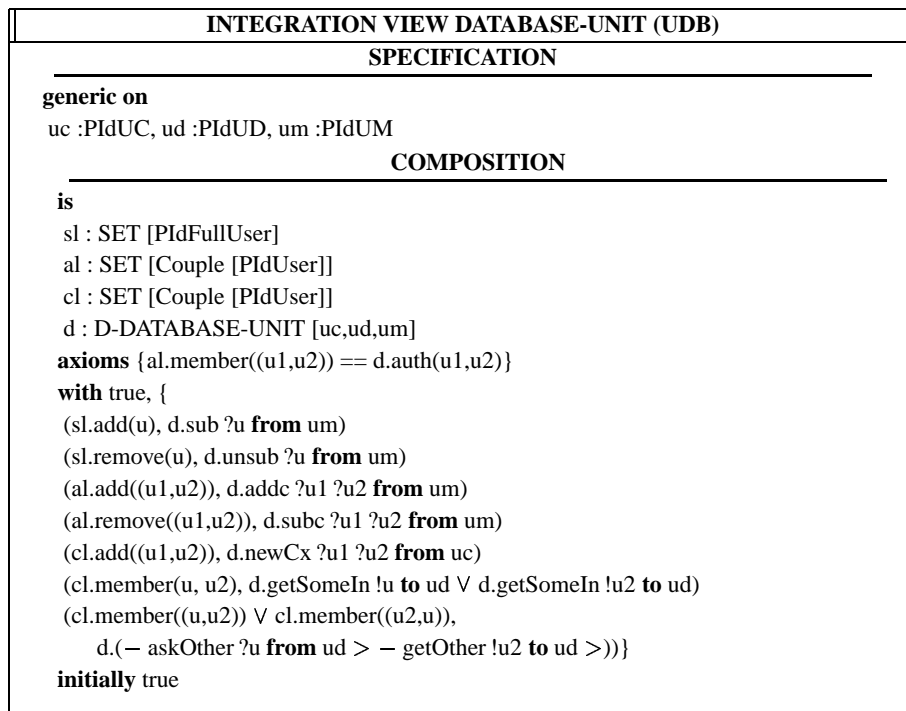 INTEGRATION VIEW DATABASE-UNIT (UDB)
SPECIFICATION
generic on
uc :PIdUC, ud :PIdUD, um :PIdUM
COMPOSITION
is
sl : SET [PIdFullUser]
al : SET [Couple [PIdUser]]
cl : SET [Couple [PIdUser]]
d : D-DATABASE-UNIT [uc,ud,um]
axioms {al.member((u1,u2)) == d.auth(u1,u2)}
with true, {
(sl.add(u), d.sub ?u from um)
(sl.remove(u), d.unsub ?u from um)
(al.add((u1,u2)), d.addc ?u1 ?u2 from um)
(al.remove((u1,u2)), d.subc ?u1 ?u2 from um)
(cl.add((u1,u2)), d.newCx ?u1 ?u2 from uc)
(cl.member(u, u2), d.getSomeIn !u to ud ∨ d.getSomeIn !u2 to ud)
(cl.member((u,u2)) ∨ cl.member((u2,u)),
d.(− askOther ?u from ud > − getOther !u2 to ud >))}
initially true